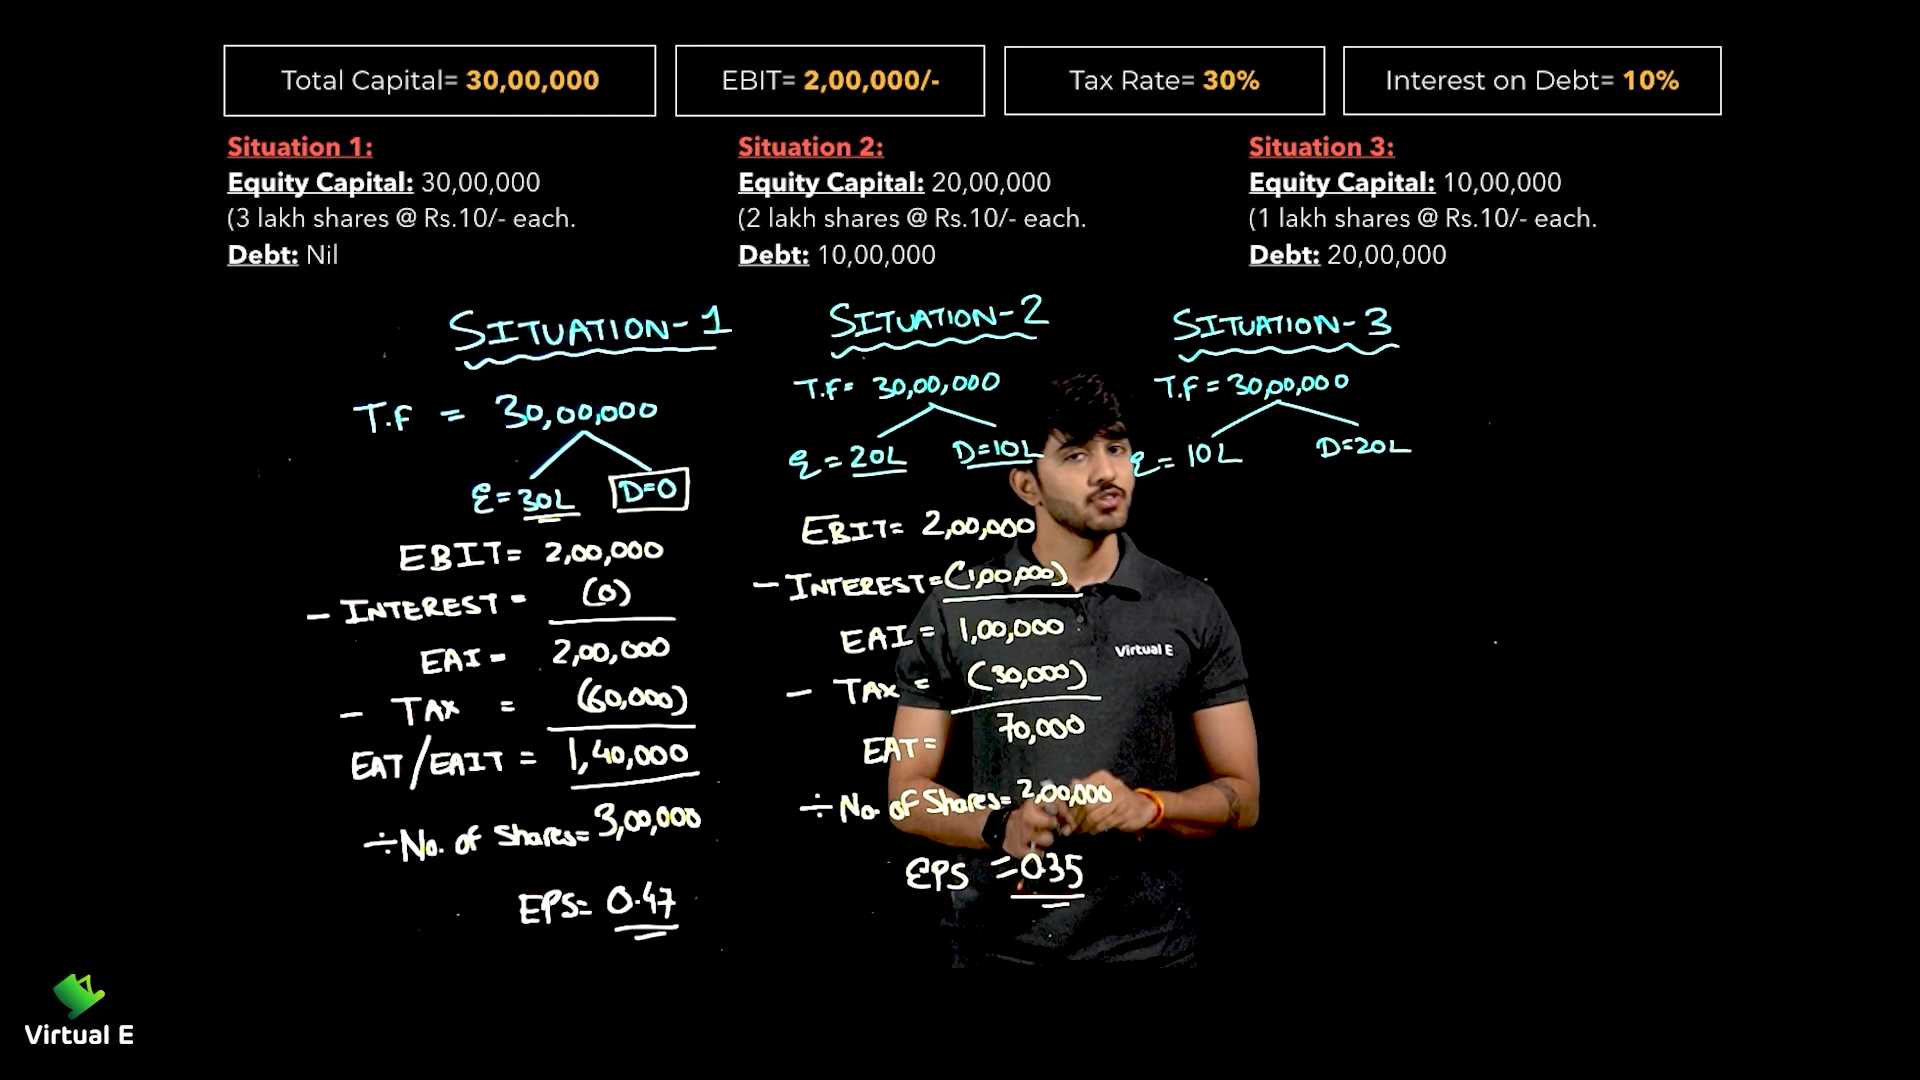 Total Capital= 30,00,000
EBIT= 2,00,000/-
Tax Rate= 30%
Interest on Debt= 10%
Situation 1:
Equity Capital: 30,00,000
(3 lakh shares @ Rs.10/- each.
Debt: Nil
Situation 2:
Equity Capital: 20,00,000
(2 lakh shares @ Rs.10/- each.
Debt: 10,00,000
Situation 3:
Equity Capital: 10,00,000
(1 lakh shares @ Rs.10/- each.
Debt: 20,00,000
SITUATION-1
T.F = 30,00,000
E=30L D=0
EBIT= 2,00,000
- INTEREST= (0)
EAI= 2,00,000
- TAX = (60,000)
EAT/EAIT = 1,40,000
÷No. of Shares= 3,00,000
EPS= 0.47
SITUATION-2
T.F= 30,00,000
E=20L D=10L
EBIT= 2,00,000
- INTEREST=(1,00,000)
EAI= 1,00,000
- TAX = (30,000)
EAT= 70,000
÷No. of Shares= 2,00,000
EPS =0.35
SITUATION-3
T.F = 30,00,000
E= 10L D=20L
Virtual E
Virtual E